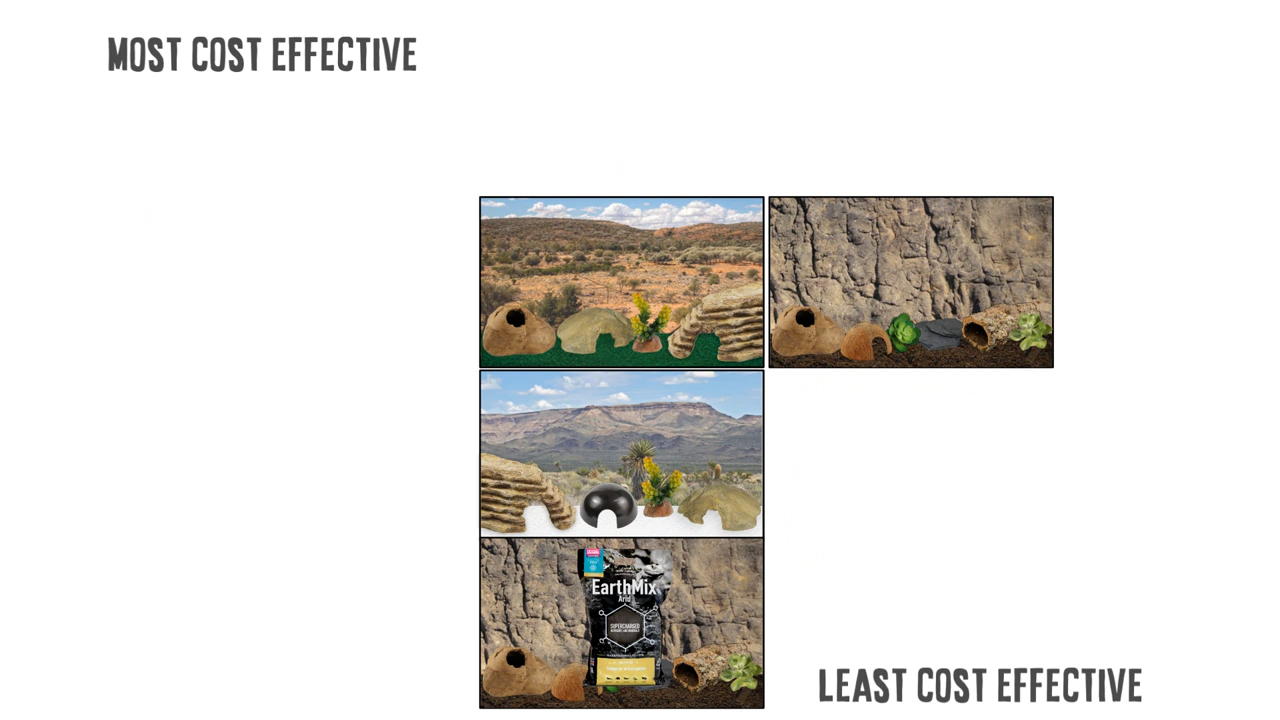 MOST COST EFFECTIVE
EarthMix
Arid
SUPERCHARGED
LEAST COST EFFECTIVE